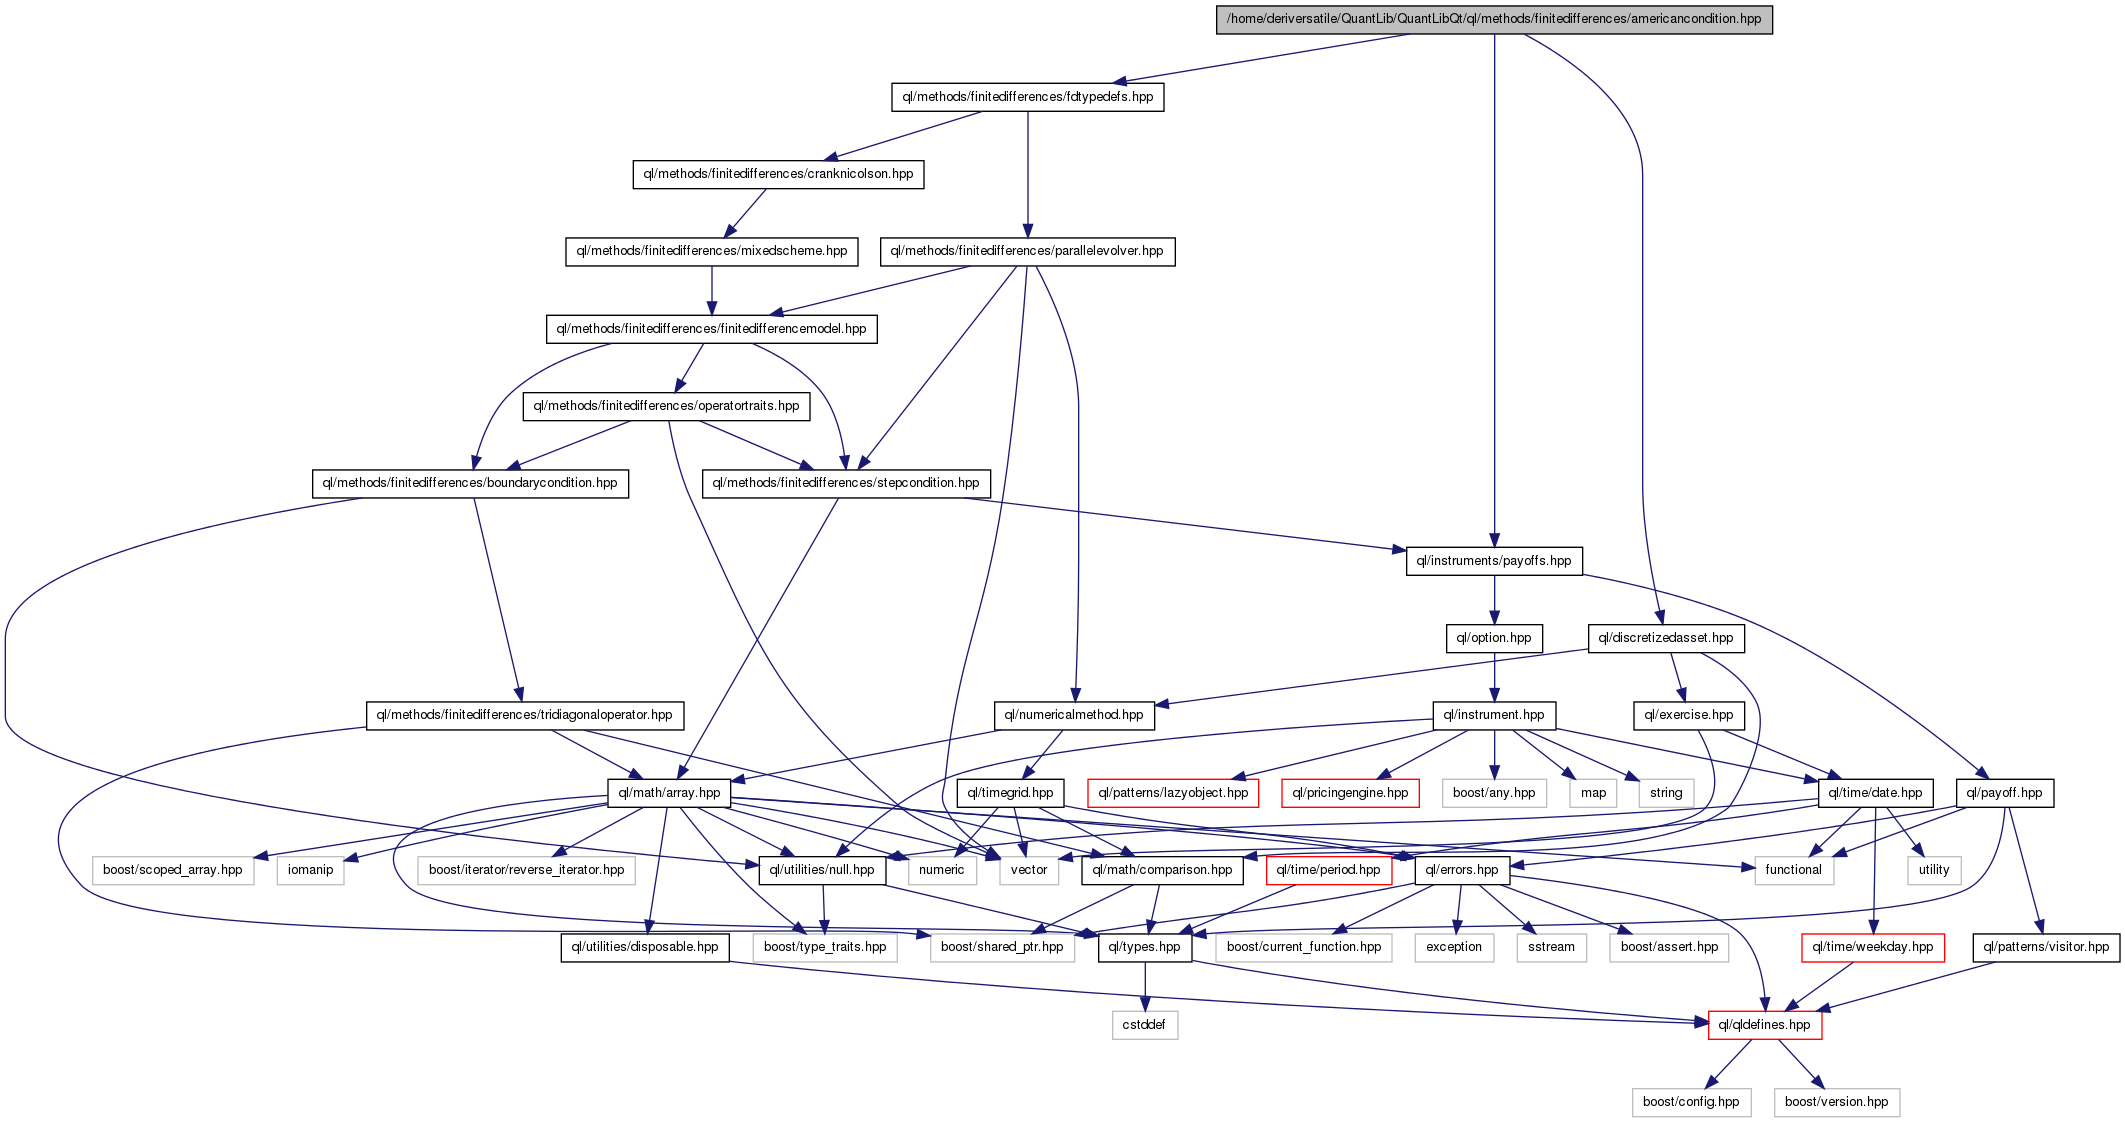 /home/deriversatile/QuantLib/QuantLibQt/ql/methods/finitedifferences/americancondition.hpp
ql/methods/finitedifferences/fdtypedefs.hpp
ql/methods/finitedifferences/cranknicolson.hpp
ql/methods/finitedifferences/mixedscheme.hpp
ql/methods/finitedifferences/parallelevolver.hpp
ql/methods/finitedifferences/finitedifferencemodel.hpp
ql/methods/finitedifferences/operatortraits.hpp
ql/methods/finitedifferences/boundarycondition.hpp
ql/methods/finitedifferences/stepcondition.hpp
ql/instruments/payoffs.hpp
ql/option.hpp
ql/discretizedasset.hpp
ql/methods/finitedifferences/tridiagonaloperator.hpp
ql/numericalmethod.hpp
ql/instrument.hpp
ql/exercise.hpp
ql/math/array.hpp
ql/timegrid.hpp
ql/patterns/lazyobject.hpp
ql/pricingengine.hpp
boost/any.hpp
map
string
ql/time/date.hpp
ql/payoff.hpp
boost/scoped_array.hpp
iomanip
boost/iterator/reverse_iterator.hpp
ql/utilities/null.hpp
numeric
vector
ql/math/comparison.hpp
ql/time/period.hpp
ql/errors.hpp
functional
utility
ql/utilities/disposable.hpp
boost/type_traits.hpp
boost/shared_ptr.hpp
ql/types.hpp
boost/current_function.hpp
exception
sstream
boost/assert.hpp
ql/time/weekday.hpp
ql/patterns/visitor.hpp
cstddef
ql/qldefines.hpp
boost/config.hpp
boost/version.hpp